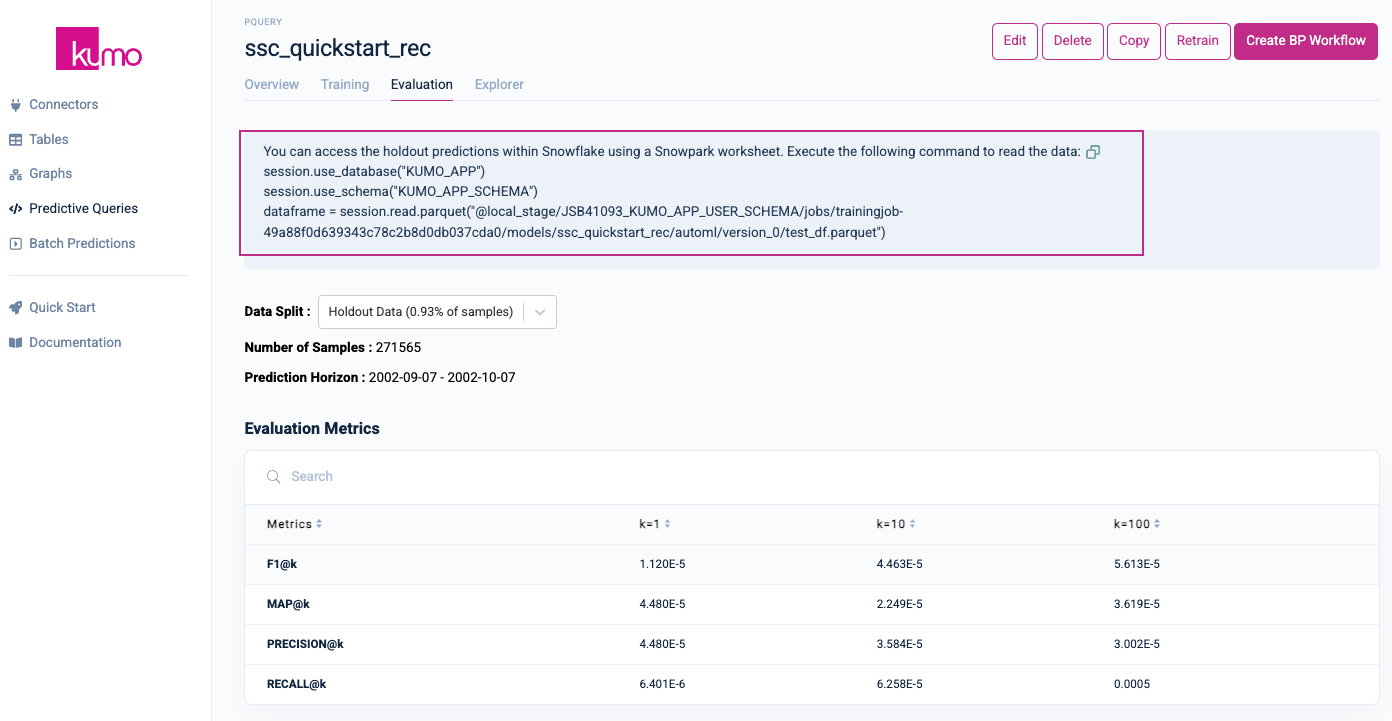 kumo
Connectors
Tables
Graphs
Predictive Queries
Batch Predictions
Quick Start
Documentation
PQUERY
ssc_quickstart_rec
Edit
Delete
Copy
Retrain
Create BP Workflow
Overview
Training
Evaluation
Explorer
You can access the holdout predictions within Snowflake using a Snowpark worksheet. Execute the following command to read the data:
session.use_database("KUMO_APP")
session.use_schema("KUMO_APP_SCHEMA")
dataframe = session.read.parquet("@local_stage/JSB41093_KUMO_APP_USER_SCHEMA/jobs/trainingjob-
49a88f0d639343c78c2b8d0db037cda0/models/ssc_quickstart_rec/automl/version_0/test_df.parquet")
Data Split : Holdout Data (0.93% of samples)
Number of Samples : 271565
Prediction Horizon : 2002-09-07 - 2002-10-07
Evaluation Metrics
Search
Metrics k=1 k=10 k=100
F1@k 1.120E-5 4.463E-5 5.613E-5
MAP@k 4.480E-5 2.249E-5 3.619E-5
PRECISION@k 4.480E-5 3.584E-5 3.002E-5
RECALL@k 6.401E-6 6.258E-5 0.0005